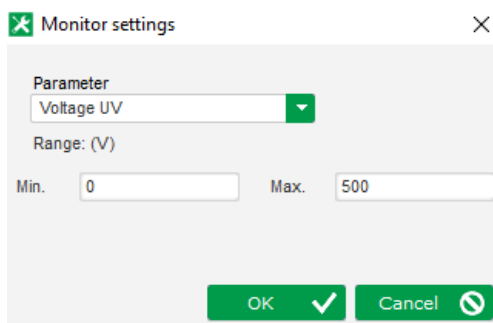 Monitor settings
Parameter
Voltage UV
Range: (V)
Min. 0 Max. 500
OK Cancel